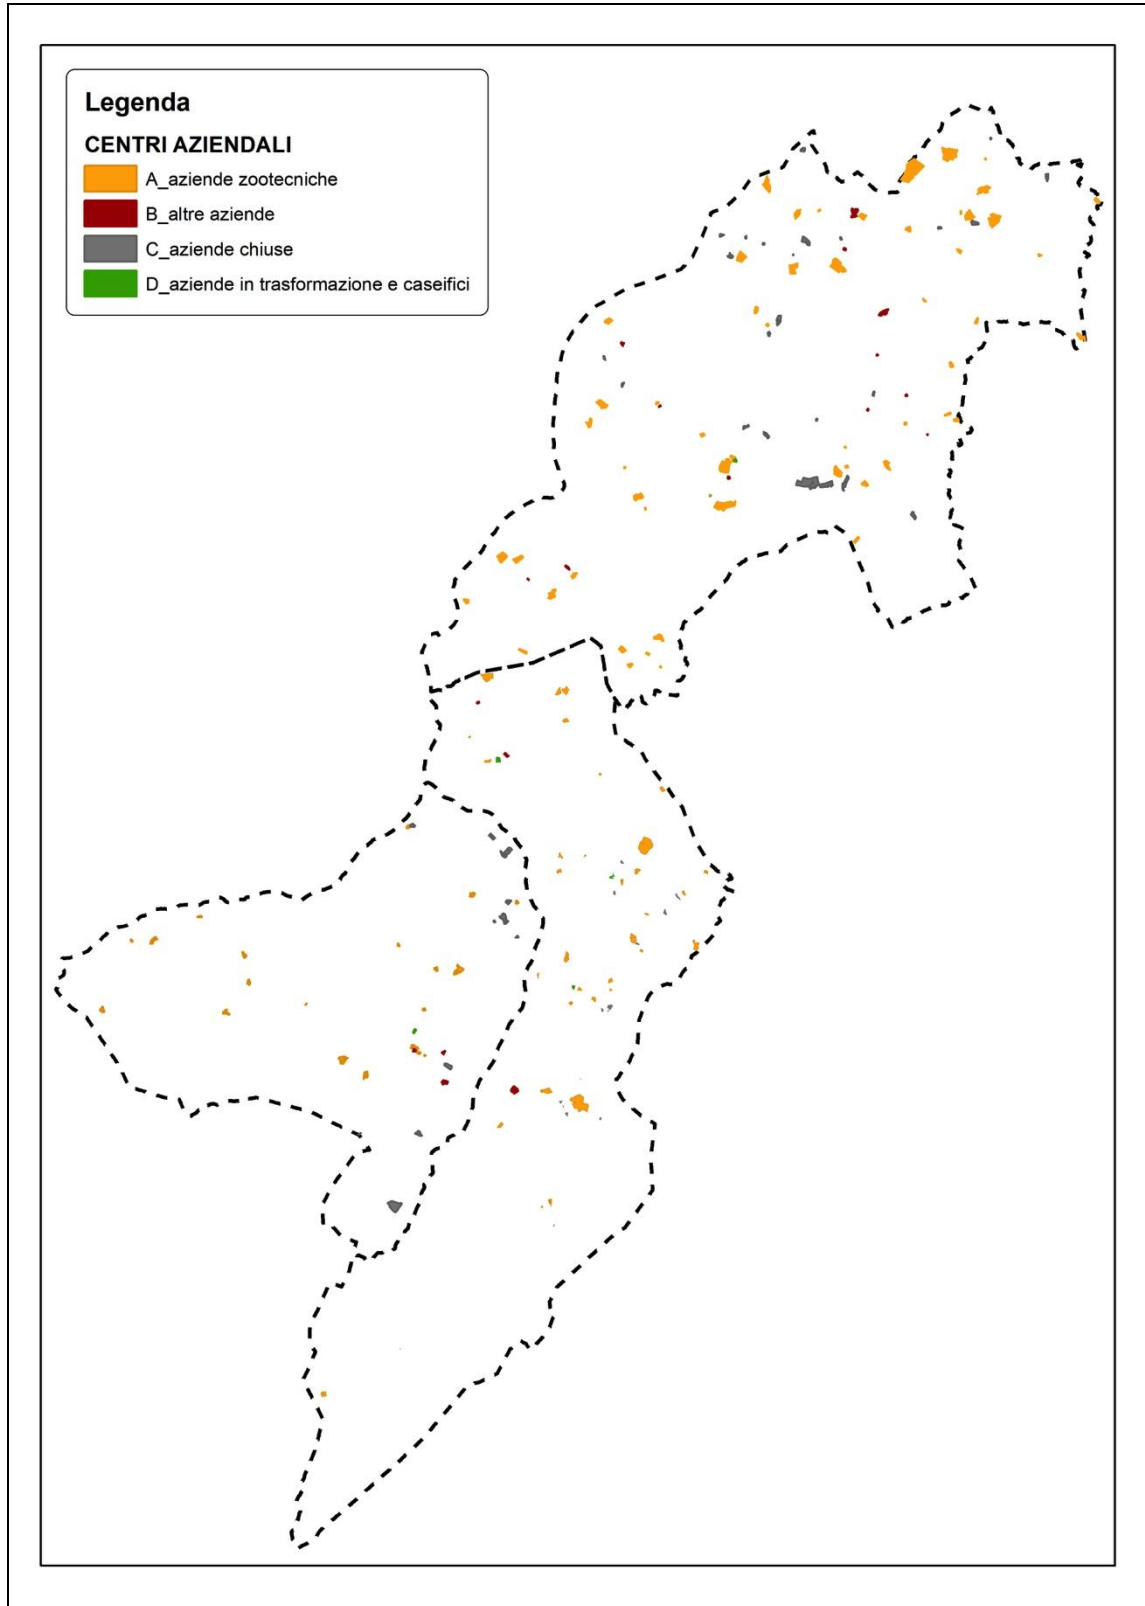 Legenda
CENTRI AZIENDALI
A_aziende zootecniche
B_altre aziende
C_aziende chiuse
D_aziende in trasformazione e caseifici